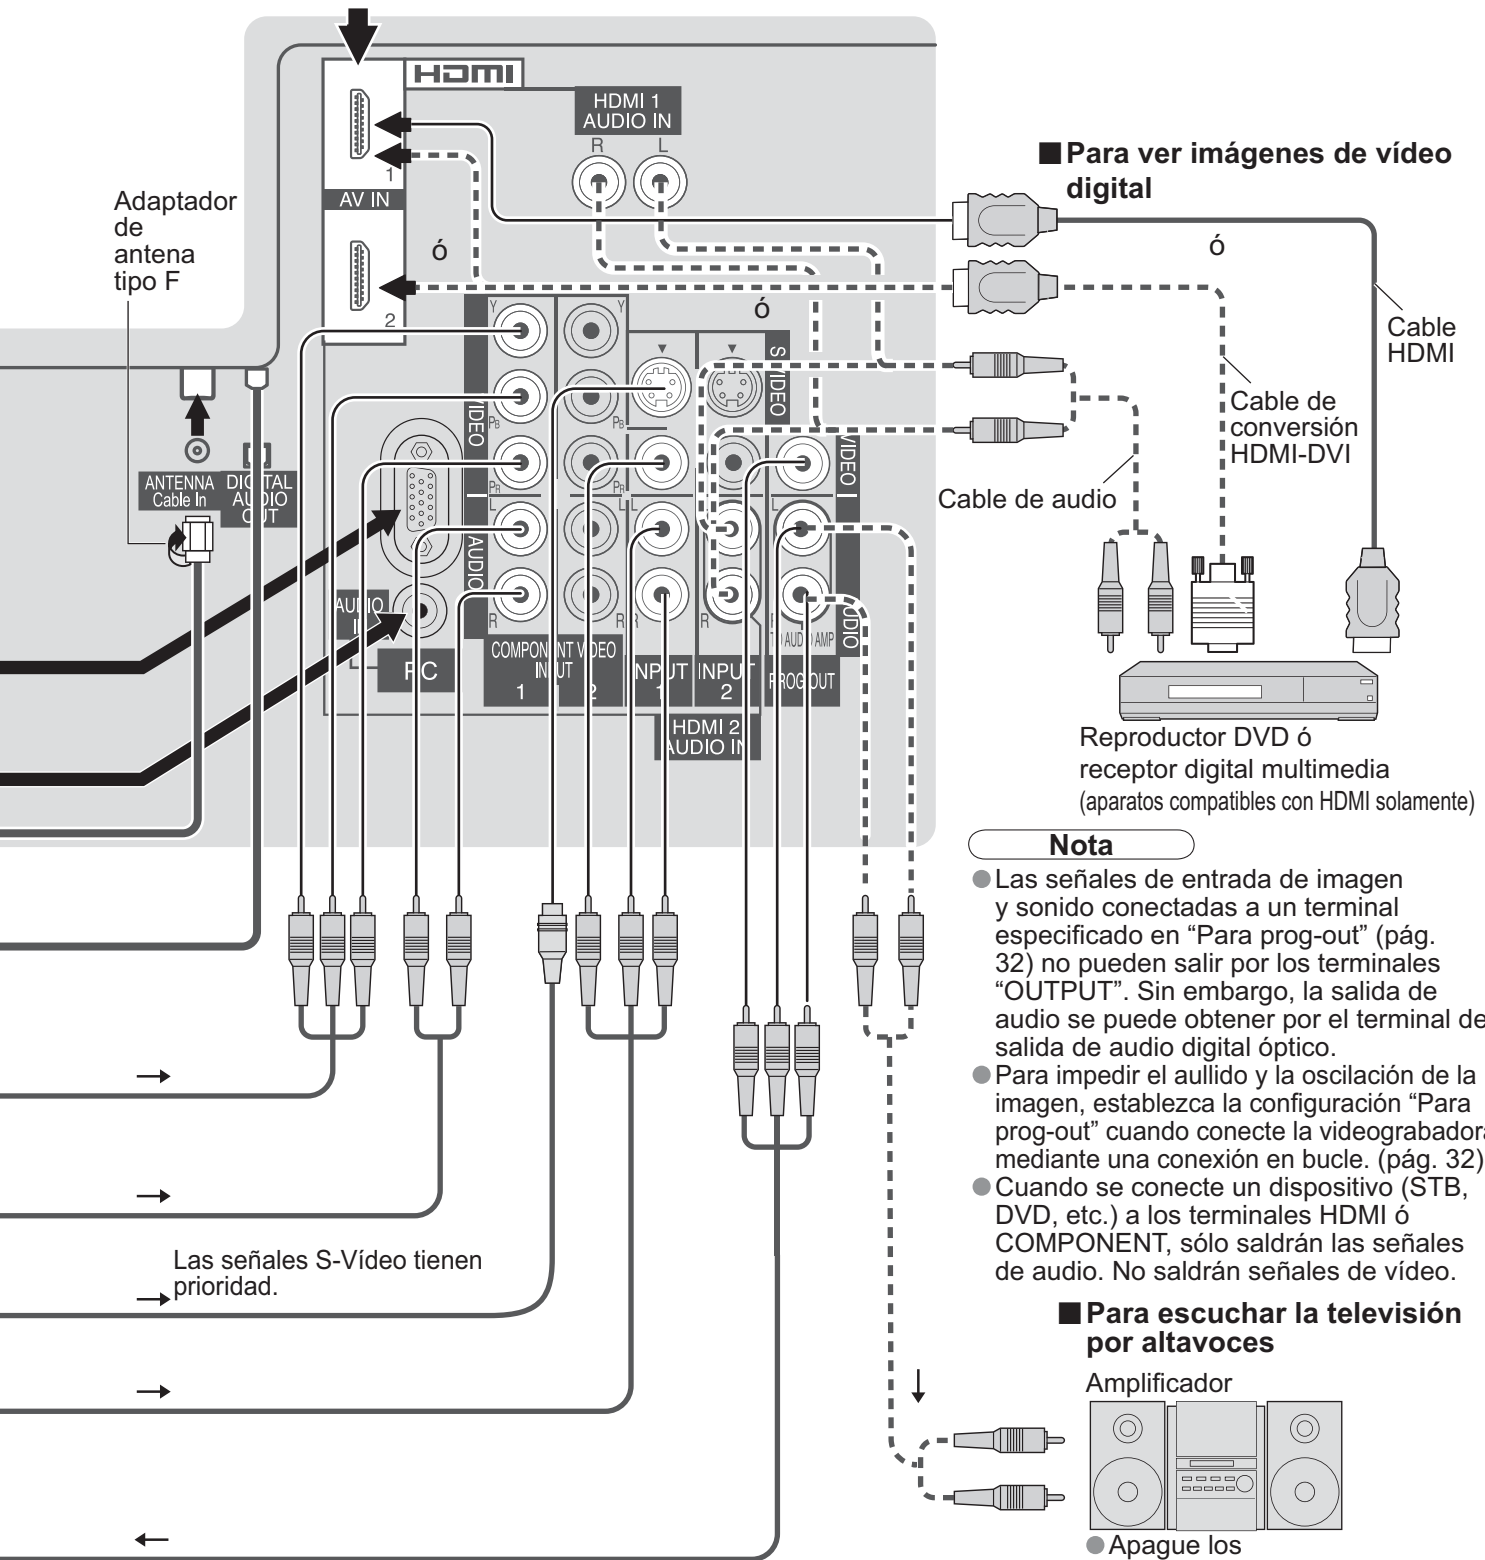 HDMI
HDMI 1
AUDIO IN
R L
1
AV IN
2
ó
ó
Adaptador
de
antena
tipo F
ANTENNA
Cable In
DIGITAL
AUDIO
OUT
Y
Y
PB
PB
PR
PR
L
L
L
L
R
R
R
R
S VIDEO
VIDEO
AUDIO
VIDEO
AUDIO
TO AUDIO AMP
PC
COMPONENT VIDEO
INPUT
1 2
INPUT
1
INPUT
2
PROG OUT
HDMI 2
AUDIO IN
■Para ver imágenes de vídeo
digital
ó
Cable
HDMI
Cable de
conversión
HDMI-DVI
Cable de audio
Reproductor DVD ó
receptor digital multimedia
(aparatos compatibles con HDMI solamente)
Nota
●Las señales de entrada de imagen
y sonido conectadas a un terminal
especificado en “Para prog-out” (pág.
32) no pueden salir por los terminales
“OUTPUT”. Sin embargo, la salida de
audio se puede obtener por el terminal de
salida de audio digital óptico.
●Para impedir el aullido y la oscilación de la
imagen, establezca la configuración “Para
prog-out” cuando conecte la videograbadora
mediante una conexión en bucle. (pág. 32)
●Cuando se conecte un dispositivo (STB,
DVD, etc.) a los terminales HDMI ó
COMPONENT, sólo saldrán las señales
de audio. No saldrán señales de vídeo.
Las señales S-Vídeo tienen
prioridad.
■Para escuchar la televisión
por altavoces
Amplificador
●Apague los